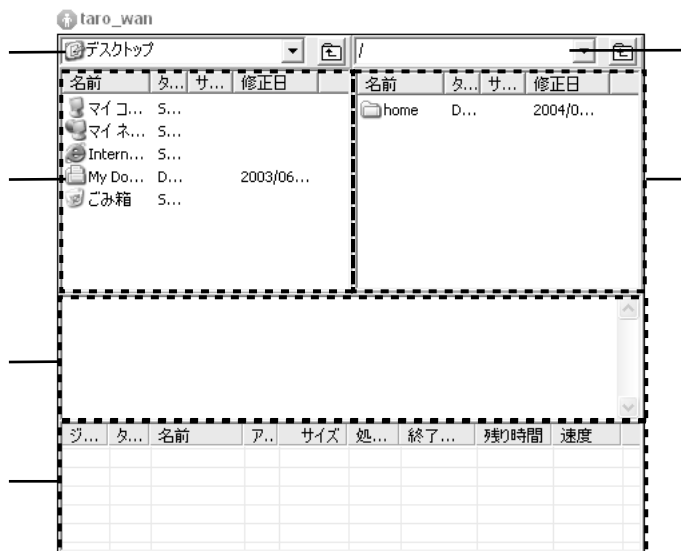 taro_wan
デスクトップ /
名前 タ... サ... 修正日 名前 タ... サ... 修正日
マイ コ... S... home D... 2004/0...
マイ ネ... S...
Intern... S...
My Do... D... 2003/06...
ごみ箱 S...
ジ... タ... 名前 ア.. サイズ 処... 終了... 残り時間 速度